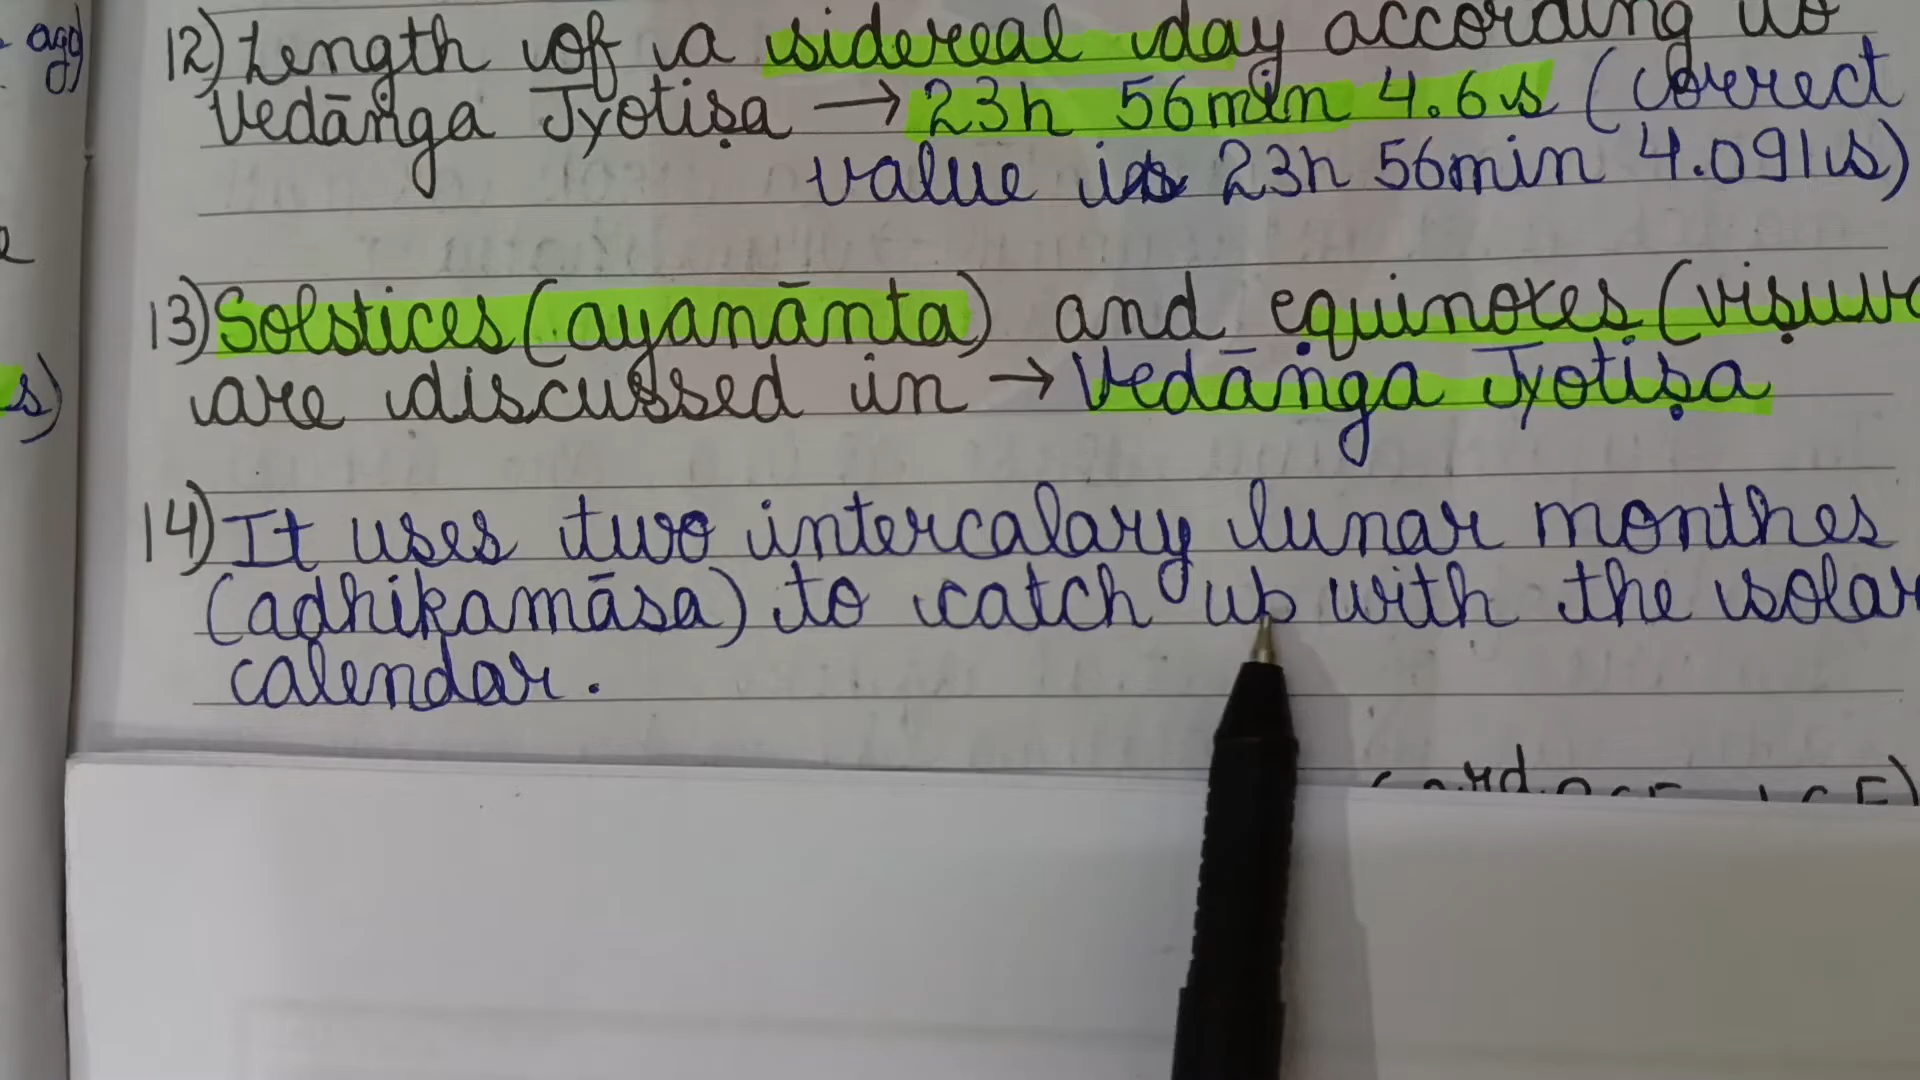 agg
12) Length of a sidereal day according to
Vedānga Jyotiṣa → 23h 56min 4.6s (correct
value is 23h 56min 4.091s)
13) Solstices (ayanānta) and equinoxes (viṣuv
are discussed in → Vedāṅga Jyotiṣa
s)
14) It uses two intercalary lunar monthes
(adhikamāsa) to catch up with the solar
calendar.